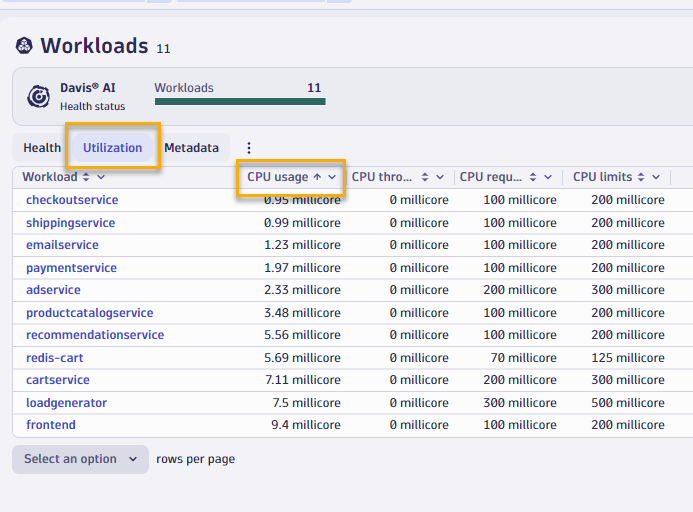 Workloads 11
Davis® AI
Health status
Workloads 11
Health Utilization Metadata
Workload CPU usage CPU thro... CPU requ... CPU limits
checkoutservice 0.95 millicore 0 millicore 100 millicore 200 millicore
shippingservice 0.99 millicore 0 millicore 100 millicore 200 millicore
emailservice 1.23 millicore 0 millicore 100 millicore 200 millicore
paymentservice 1.97 millicore 0 millicore 100 millicore 200 millicore
adservice 2.33 millicore 0 millicore 200 millicore 300 millicore
productcatalogservice 3.48 millicore 0 millicore 100 millicore 200 millicore
recommendationservice 5.56 millicore 0 millicore 100 millicore 200 millicore
redis-cart 5.69 millicore 0 millicore 70 millicore 125 millicore
cartservice 7.11 millicore 0 millicore 200 millicore 300 millicore
loadgenerator 7.5 millicore 0 millicore 300 millicore 500 millicore
frontend 9.4 millicore 0 millicore 100 millicore 200 millicore
Select an option rows per page